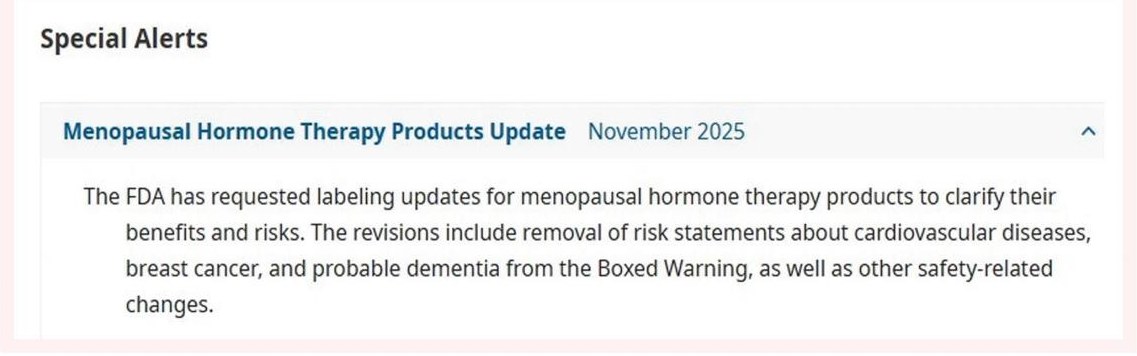 Special Alerts
Menopausal Hormone Therapy Products Update November 2025
The FDA has requested labeling updates for menopausal hormone therapy products to clarify their
benefits and risks. The revisions include removal of risk statements about cardiovascular diseases,
breast cancer, and probable dementia from the Boxed Warning, as well as other safety-related
changes.